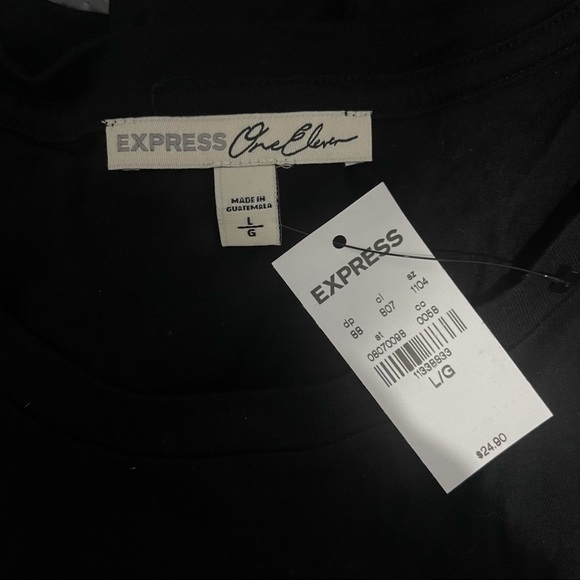 EXPRESS One Eleven
MADE IN
GUATEMALA
L
G
EXPRESS
dp cl sz
88 807 1104
st cc
08070098 0058
11338833
L/G
$24.90